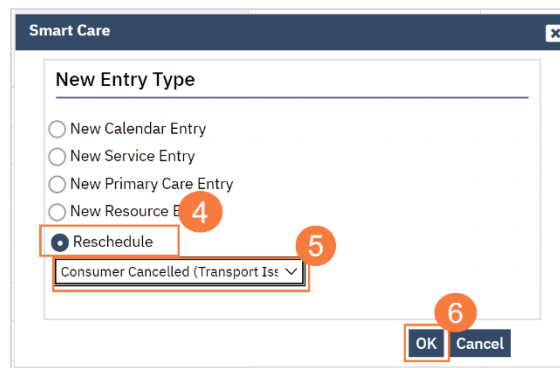 Smart Care
New Entry Type
New Calendar Entry
New Service Entry
New Primary Care Entry
New Resource E
4
Reschedule
5
Consumer Cancelled (Transport Iss
6
OK Cancel